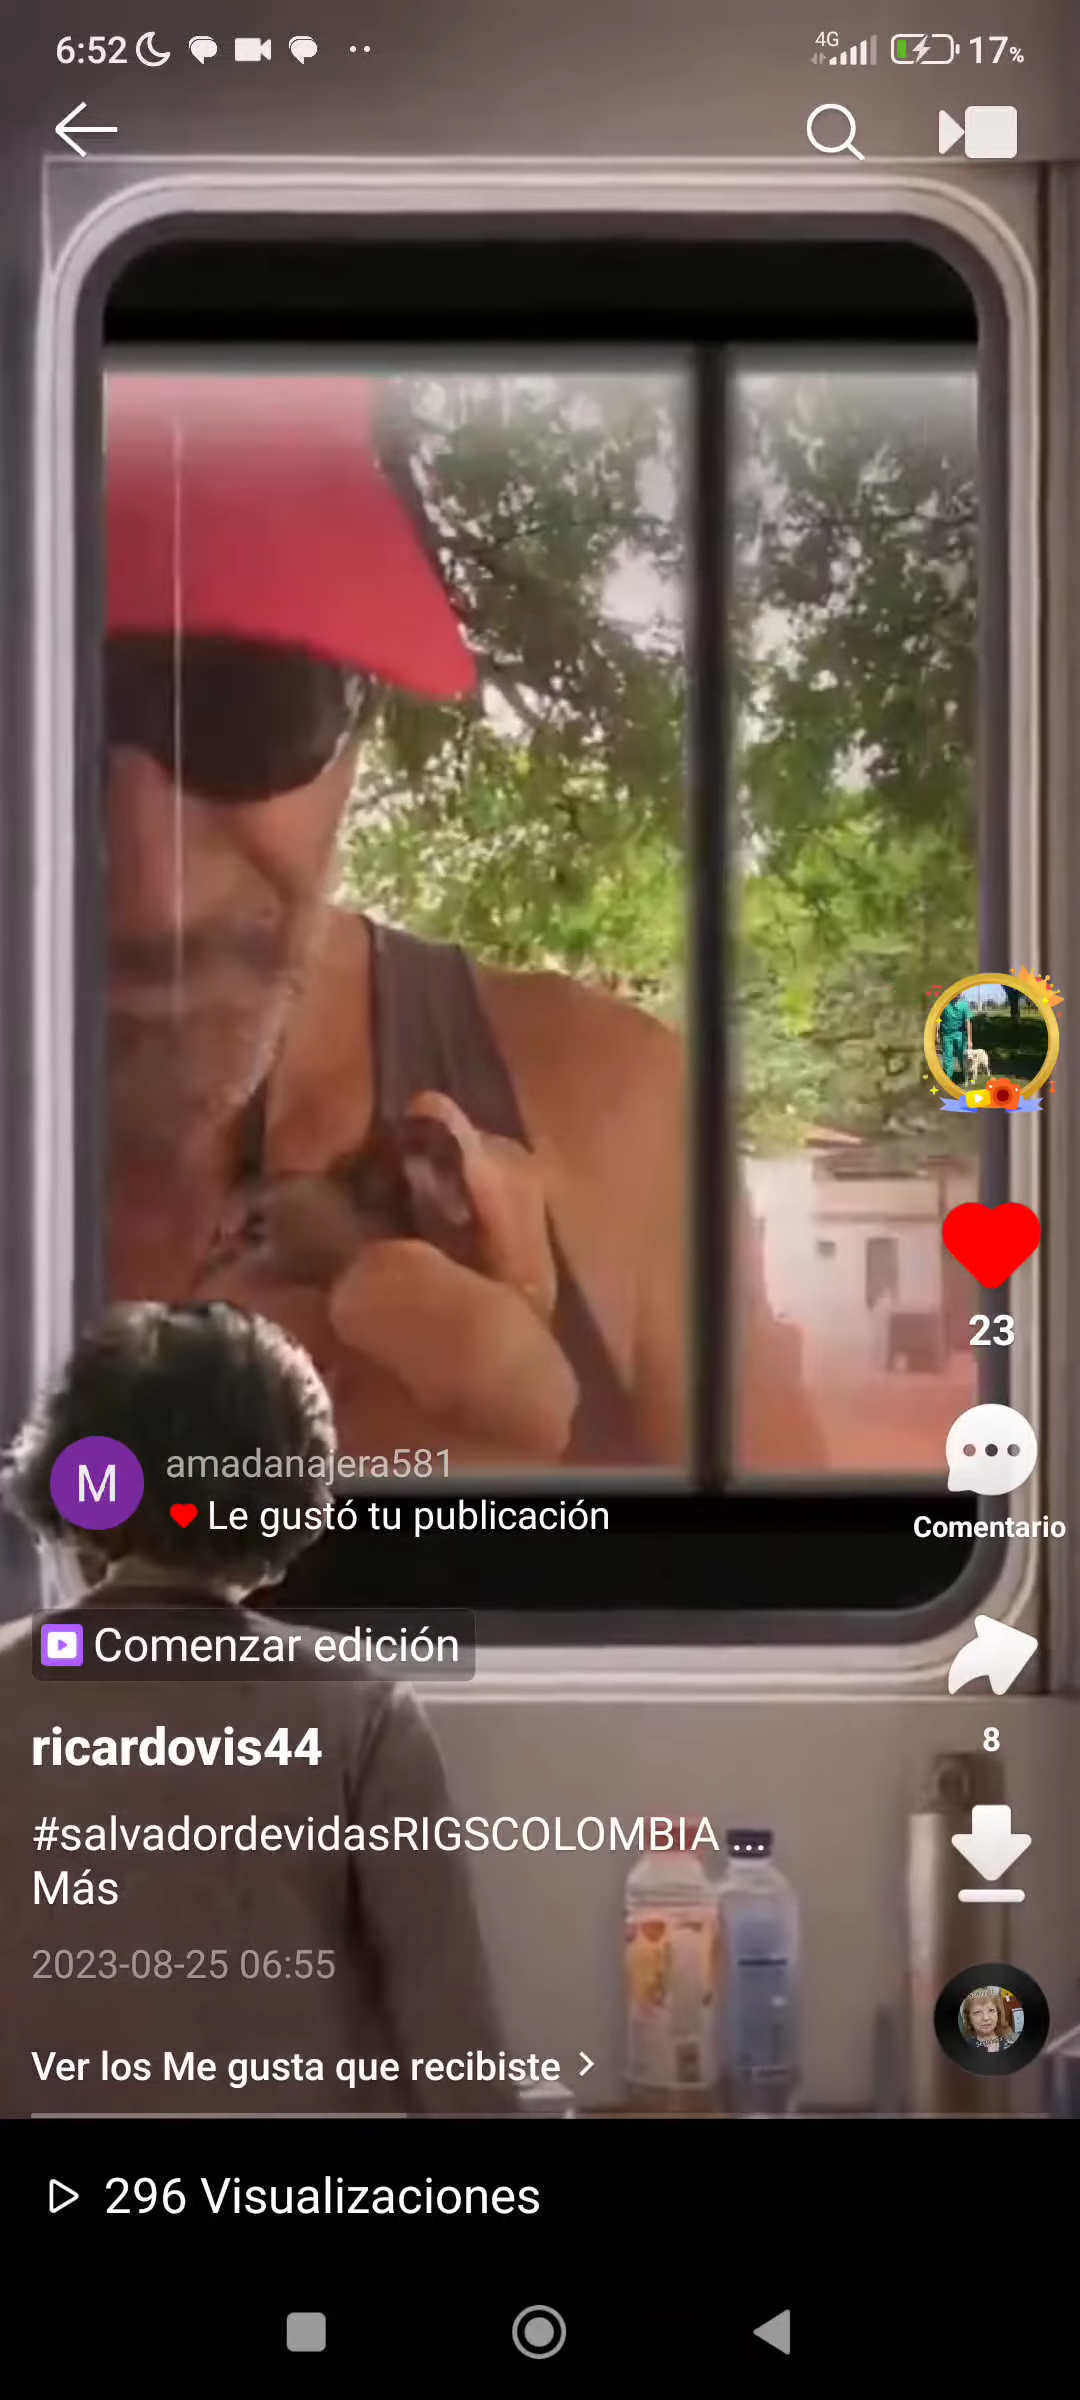 6:52
4G
17%
23
amadanajera581
M
Le gustó tu publicación
Comentario
Comenzar edición
8
ricardovis44
#salvadordevidasRIGSCOLOMBIA ...
Más
2023-08-25 06:55
Ver los Me gusta que recibiste
296 Visualizaciones